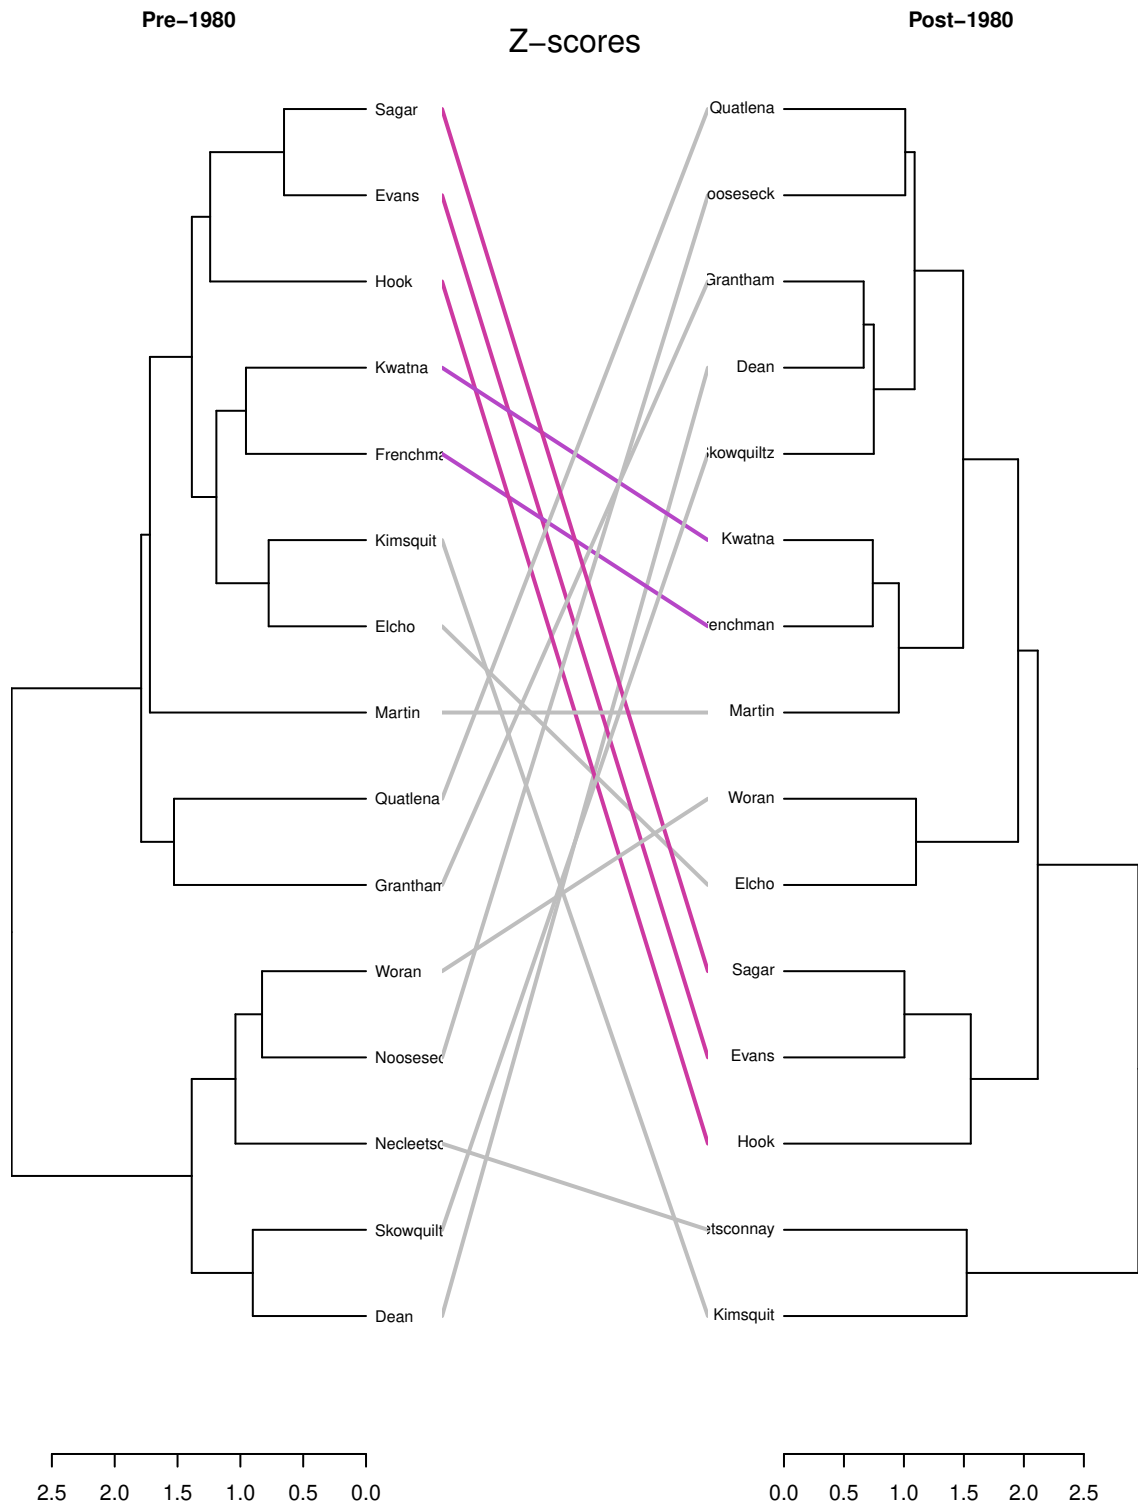 Pre−1980
Post−1980
Z−scores
Sagar
Evans
Hook
Kwatna
Frenchma
Kimsquit
Elcho
Martin
Quatlena
Grantham
Woran
Noosesec
Necleetsc
Skowquilt
Dean
Quatlena
ooseseck
Grantham
Dean
Skowquiltz
Kwatna
renchman
Martin
Woran
Elcho
Sagar
Evans
Hook
etsconnay
Kimsquit
2.5 2.0 1.5 1.0 0.5 0.0
0.0 0.5 1.0 1.5 2.0 2.5